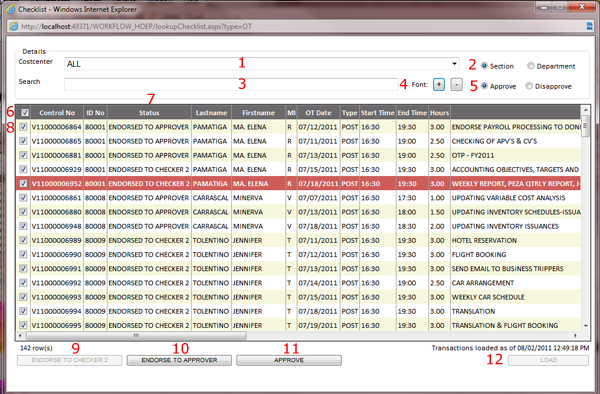 Checklist - Windows Internet Explorer
http://localhost:49371/WORKFLOW_HOEP/lookupChecklist.aspx?type=OT
Details
Costcenter ALL 1 2 Section Department
Search 3 4 Font: + - 5 Approve Disapprove
7
6 Control No ID No Status Lastname Firstname MI OT Date Type Start Time End Time Hours
8 V11000006864 80001 ENDORSED TO APPROVER PAMATIGA MA. ELENA R 07/12/2011 POST 16:30 19:30 3.00 ENDORSE PAYROLL PROCESSING TO DON
V11000006865 80001 ENDORSED TO APPROVER PAMATIGA MA. ELENA R 07/13/2011 POST 16:30 19:00 2.50 CHECKING OF APV'S & CV'S
V11000006881 80001 ENDORSED TO APPROVER PAMATIGA MA. ELENA R 07/14/2011 POST 16:30 19:00 2.50 OTP - FY2011
V11000006929 80001 ENDORSED TO CHECKER 2 PAMATIGA MA. ELENA R 07/15/2011 POST 16:30 19:30 3.00 ACCOUNTING OBJECTIVES, TARGETS AND
V11000006952 80001 ENDORSED TO CHECKER 2 PAMATIGA MA. ELENA R 07/18/2011 POST 16:30 19:30 3.00 WEEKLY REPORT, PEZA QTRLY REPORT,
V11000006861 80008 ENDORSED TO APPROVER CARRASCAL MINERVA V 07/07/2011 POST 16:30 17:30 1.00 UPDATING VARIABLE COST ANALYSIS
V11000006880 80008 ENDORSED TO APPROVER CARRASCAL MINERVA V 07/13/2011 POST 16:30 18:00 1.50 UPDATING INVENTORY SCHEDULES-ISSUA
V11000006948 80008 ENDORSED TO APPROVER CARRASCAL MINERVA V 07/18/2011 POST 16:30 18:30 2.00 UPDATING INVENTORY ISSUANCES
V11000006989 80009 ENDORSED TO CHECKER 2 TOLENTINO JENNIFER T 07/11/2011 POST 16:30 19:30 3.00 HOTEL RESERVATION
V11000006990 80009 ENDORSED TO CHECKER 2 TOLENTINO JENNIFER T 07/12/2011 POST 16:30 19:30 3.00 FLIGHT BOOKING
V11000006991 80009 ENDORSED TO CHECKER 2 TOLENTINO JENNIFER T 07/13/2011 POST 16:30 19:30 3.00 SEND EMAIL TO BUSINESS TRIPPERS
V11000006992 80009 ENDORSED TO CHECKER 2 TOLENTINO JENNIFER T 07/14/2011 POST 16:30 19:00 2.50 CAR ARRANGEMENT
V11000006993 80009 ENDORSED TO CHECKER 2 TOLENTINO JENNIFER T 07/15/2011 POST 16:30 19:30 3.00 WEEKLY CAR SCHEDULE
V11000006994 80009 ENDORSED TO CHECKER 2 TOLENTINO JENNIFER T 07/18/2011 POST 16:30 19:30 3.00 TRANSLATION
V11000006995 80009 ENDORSED TO CHECKER 2 TOLENTINO JENNIFER T 07/19/2011 POST 16:30 19:30 3.00 TRANSLATION & FLIGHT BOOKING
142 row(s) 9 10 11 Transactions loaded as of 08/02/2011 12:49:18 PM
ENDORSE TO CHECKER 2 ENDORSE TO APPROVER APPROVE 12 LOAD